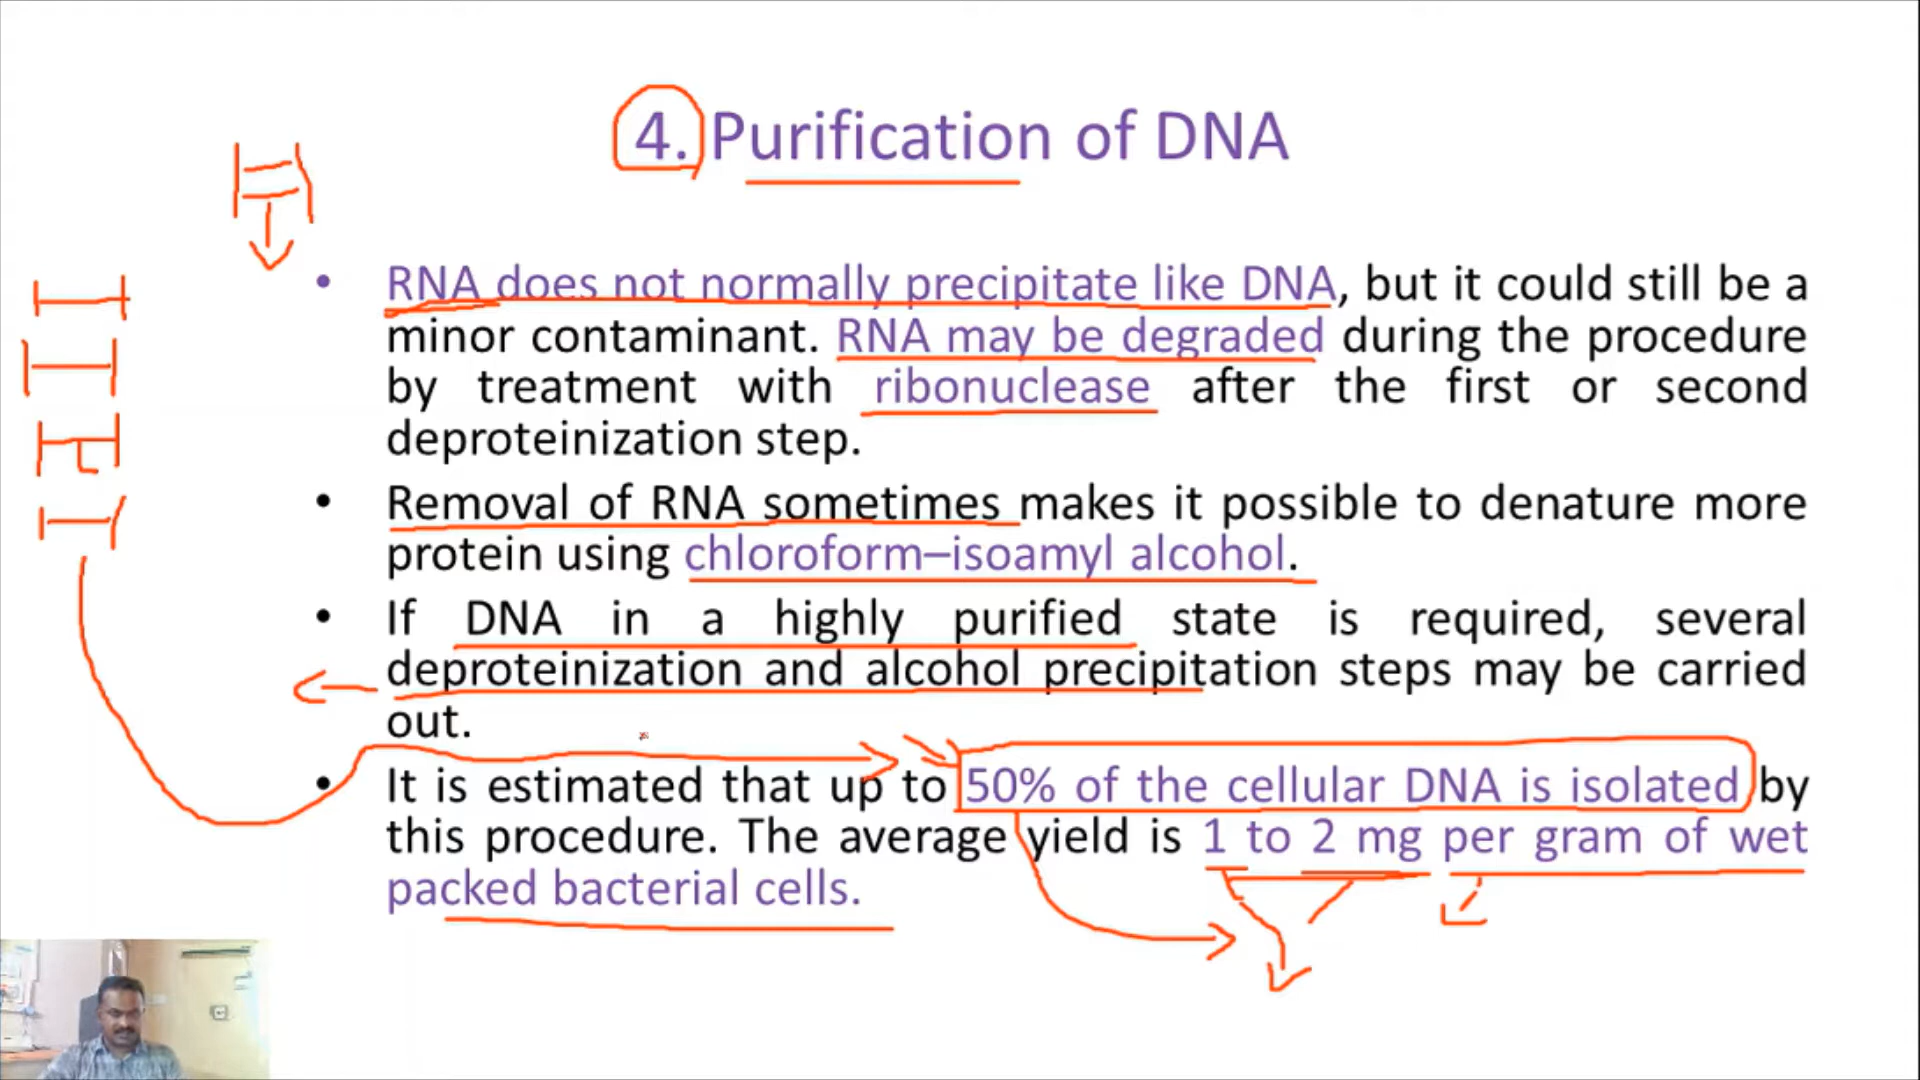 4. Purification of DNA
• RNA does not normally precipitate like DNA, but it could still be a
minor contaminant. RNA may be degraded during the procedure
by treatment with ribonuclease after the first or second
deproteinization step.
• Removal of RNA sometimes makes it possible to denature more
protein using chloroform–isoamyl alcohol.
• If DNA in a highly purified state is required, several
deproteinization and alcohol precipitation steps may be carried
out.
• It is estimated that up to 50% of the cellular DNA is isolated by
this procedure. The average yield is 1 to 2 mg per gram of wet
packed bacterial cells.